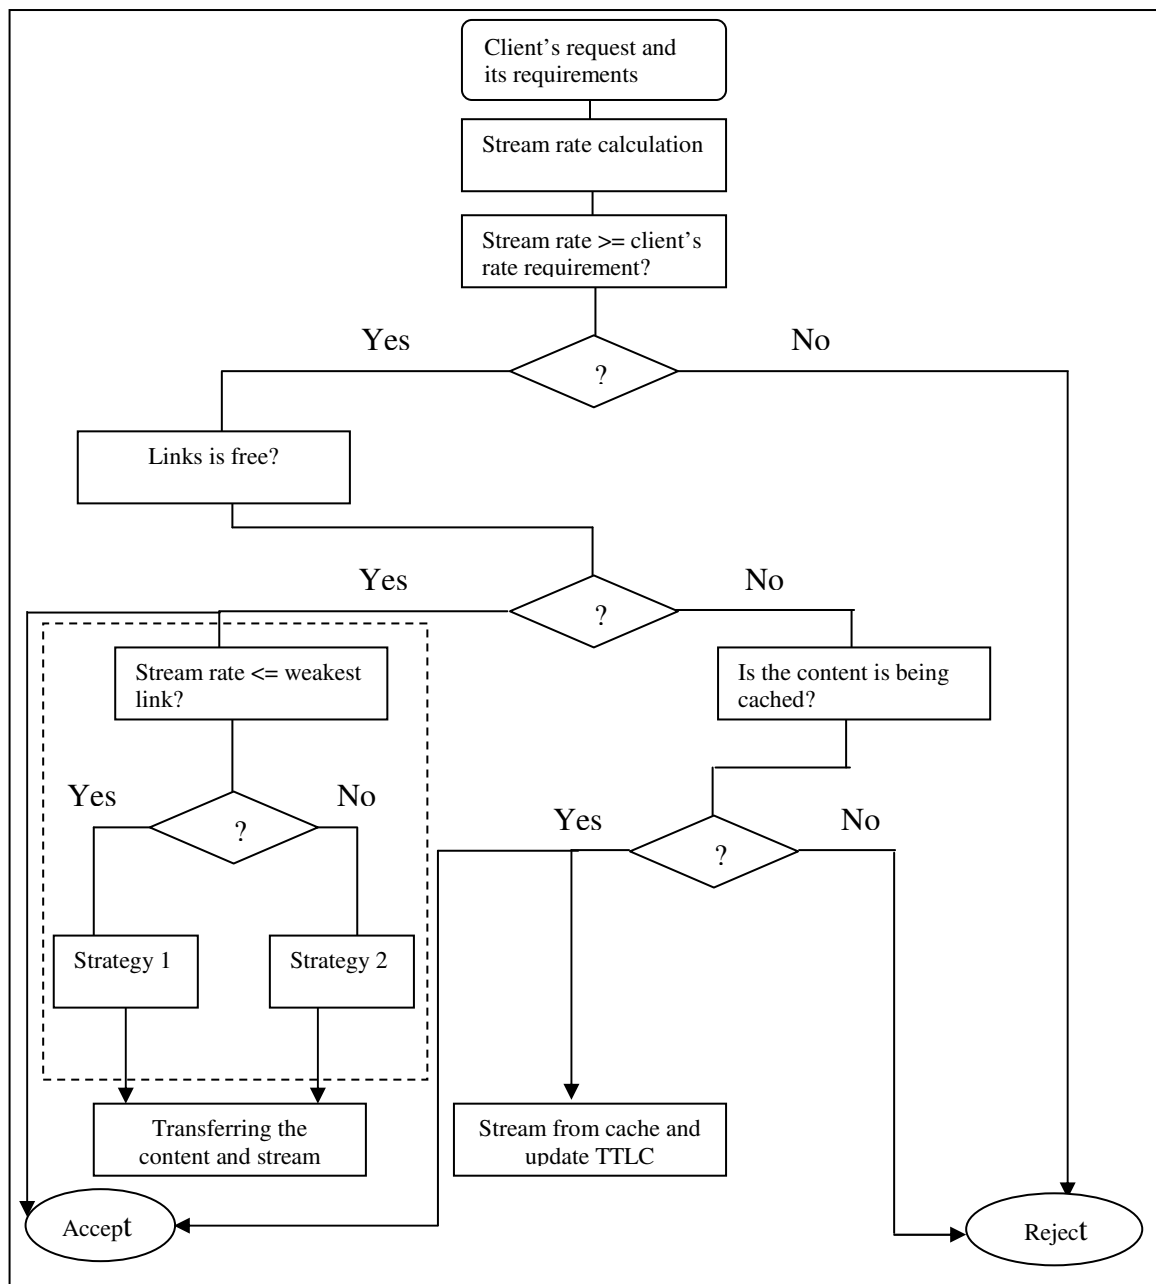 Client’s request and
its requirements
Stream rate calculation
Stream rate >= client’s
rate requirement?
Yes
No
?
Links is free?
Yes
No
?
Stream rate <= weakest
link?
Is the content is being
cached?
Yes
No
?
Yes
No
?
Strategy 1
Strategy 2
Transferring the
content and stream
Stream from cache and
update TTLC
Accept
Reject